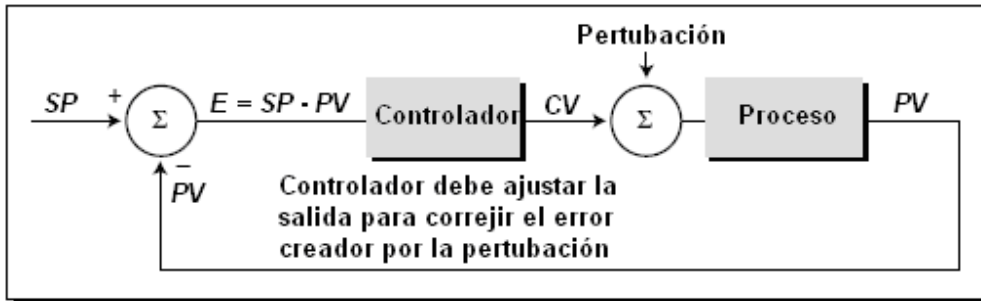 Pertubación
SP + Σ E = SP - PV Controlador CV Σ Proceso PV
−
PV
Controlador debe ajustar la
salida para correjir el error
creador por la pertubación